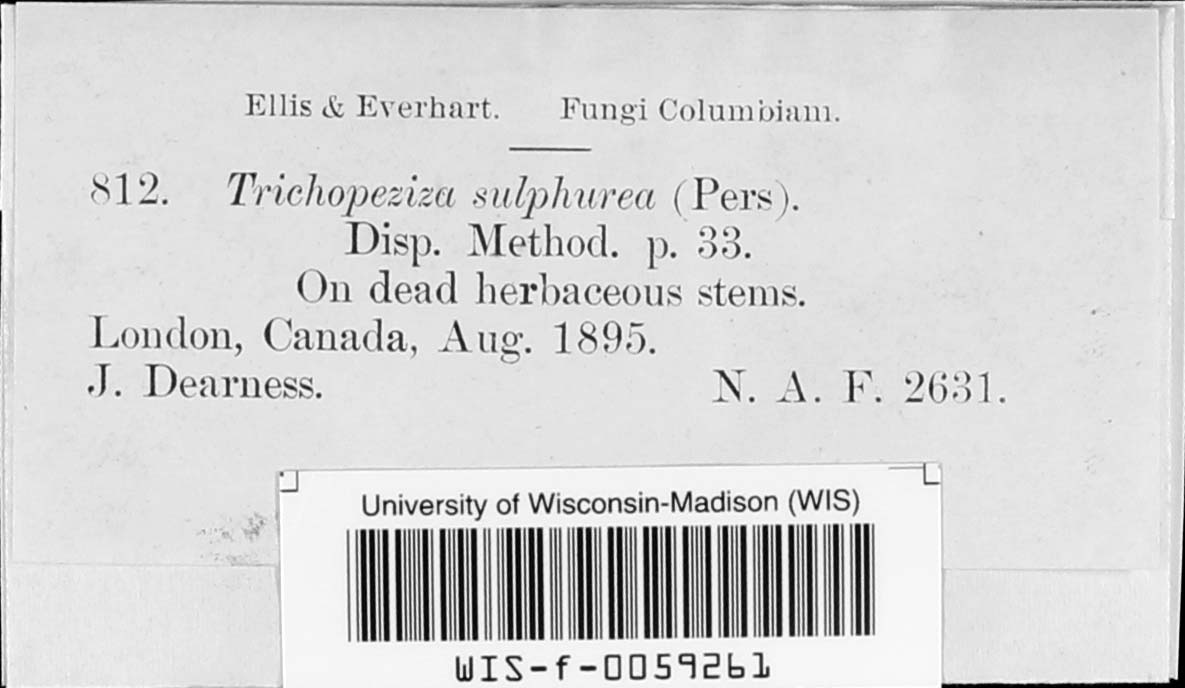 Ellis & Everhart. Fungi Columbiani.
812. Trichopeziza sulphurea (Pers).
Disp. Method. p. 33.
On dead herbaceous stems.
London, Canada, Aug. 1895.
J. Dearness. N. A. F. 2631.
University of Wisconsin-Madison (WIS)
WIS-f-0059261